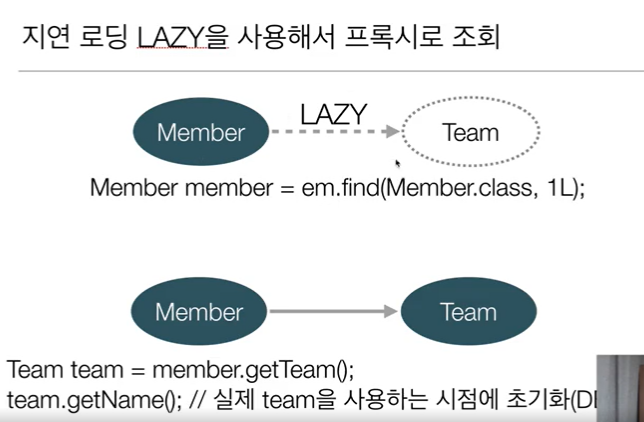 지연 로딩 LAZY을 사용해서 프록시로 조회
LAZY
Member
Team
Member member = em.find(Member.class, 1L);
Member
Team
Team team = member.getTeam();
team.getName(); // 실제 team을 사용하는 시점에 초기화(